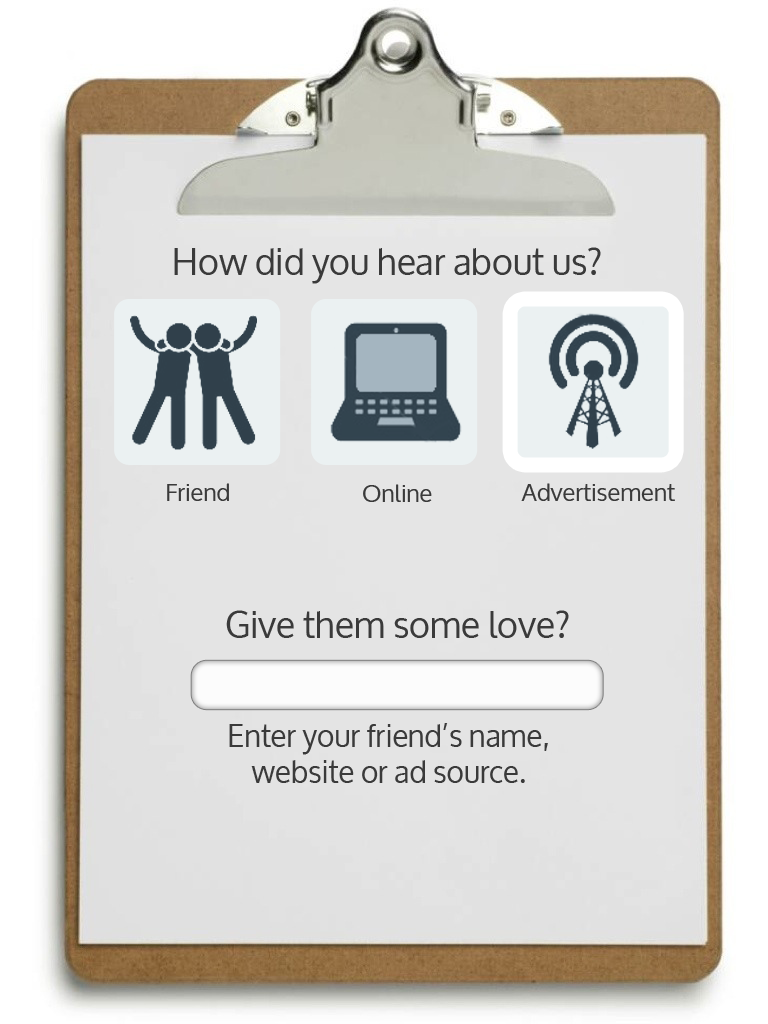 How did you hear about us?
Friend
Online
Advertisement
Give them some love?
Enter your friend’s name,
website or ad source.